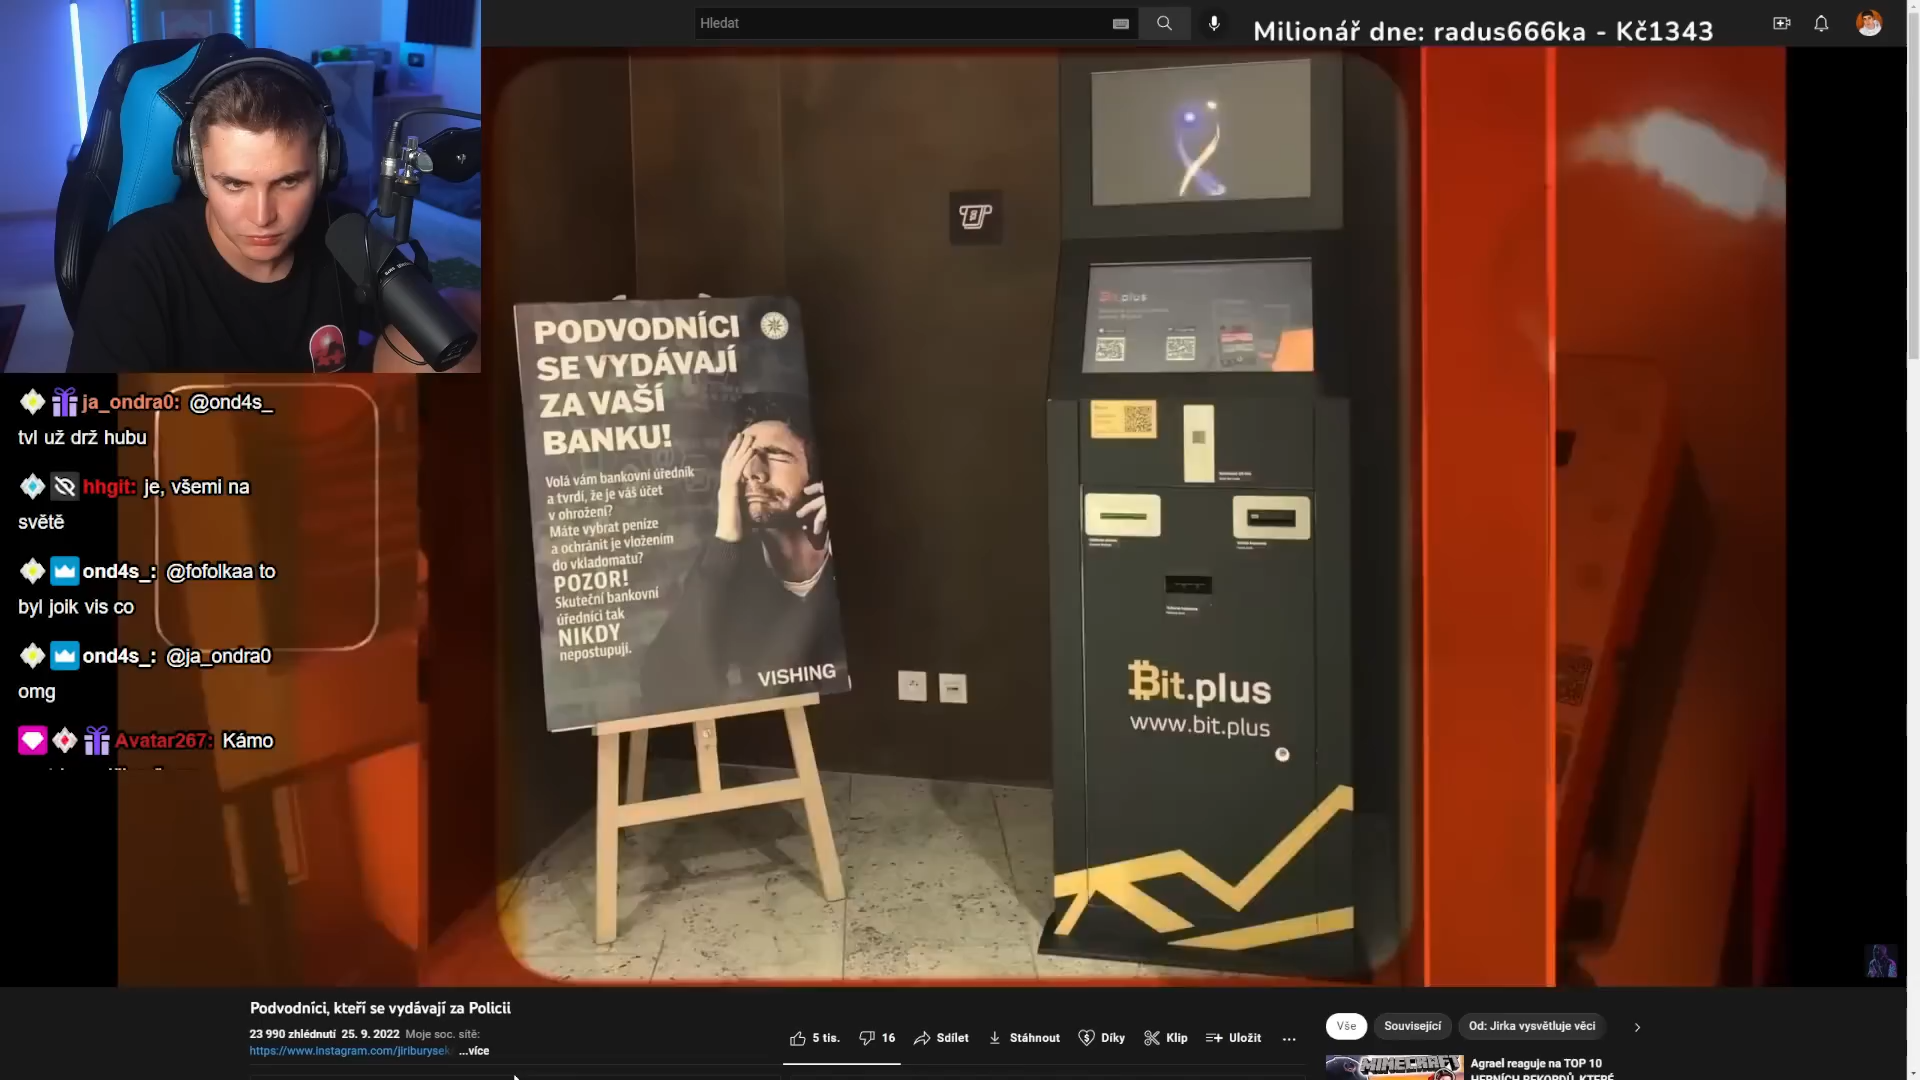 Hledat
Milionář dne: radus666ka - Kč1343
PODVODNÍCI
SE VYDÁVAJÍ
ZA VAŠÍ
BANKU!
Volá vám bankovní úředník
a tvrdí, že je váš účet
v ohrožení?
Máte vybrat peníze
a ochránit je vložením
do vkladomatu?
POZOR!
Skuteční bankovní
úředníci tak
NIKDY
nepostupují.
VISHING
Bit.plus
Bit.plus
www.bit.plus
ja_ondra0: @ond4s_
tvl už drž hubu
hhgit: je, všemi na
světě
ond4s_: @fofolkaa to
byl joik vis co
ond4s_: @ja_ondra0
omg
Avatar267: Kámo
Podvodníci, kteří se vydávají za Policii
23 990 zhlédnutí 25. 9. 2022 Moje soc. sítě:
https://www.instagram.com/jiriburysek ...více
5 tis.
16
Sdílet
Stáhnout
Díky
Klip
Uložit
Vše
Související
Od: Jirka vysvětluje věci
MINECRAFT
Agrael reaguje na TOP 10
HERNÍCH REKORDŮ, KTERÉ